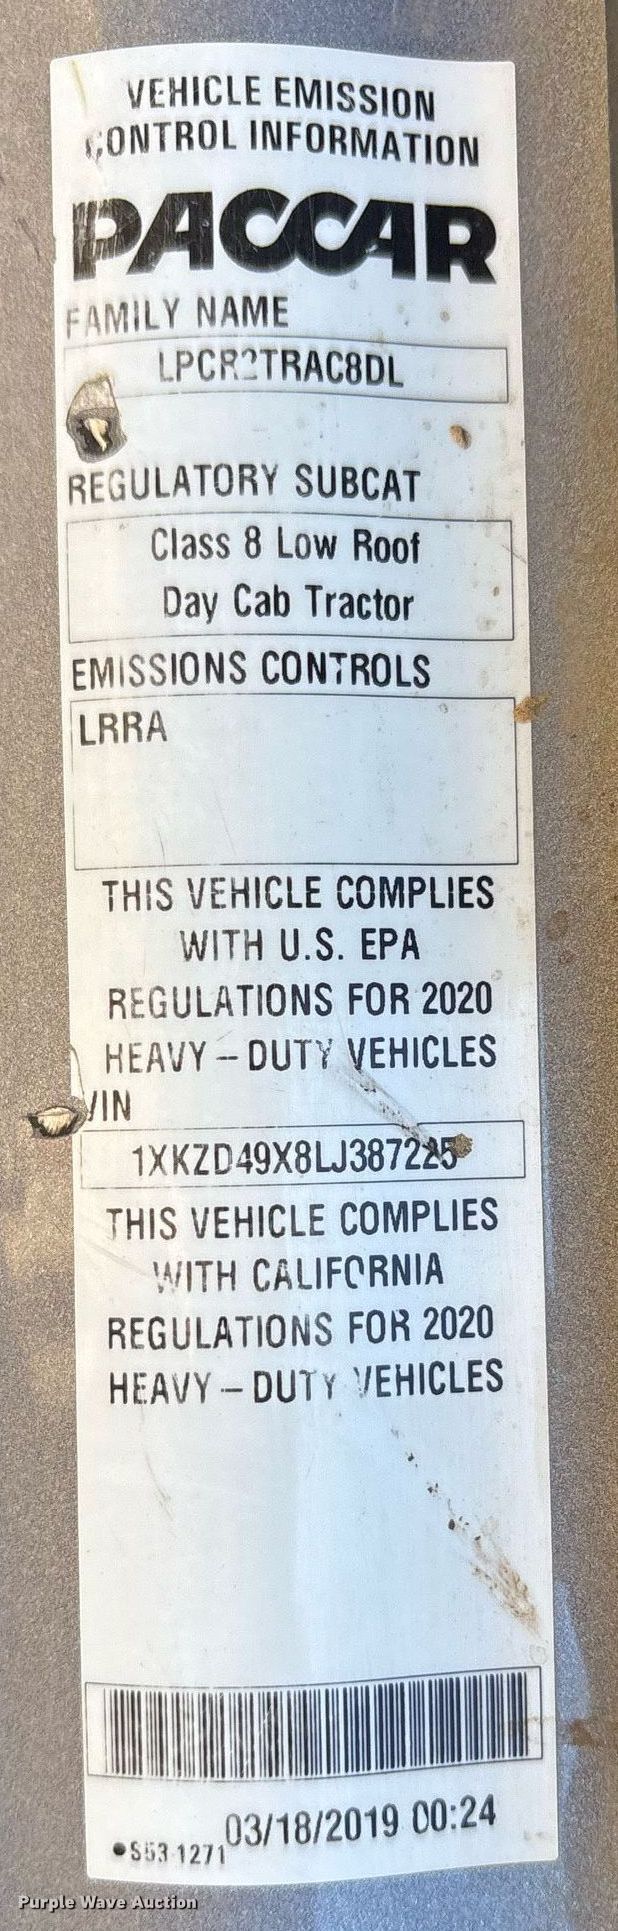 VEHICLE EMISSION
CONTROL INFORMATION
PACCAR
FAMILY NAME
LPCR2TRAC8DL
REGULATORY SUBCAT
Class 8 Low Roof
Day Cab Tractor
EMISSIONS CONTROLS
LRRA
THIS VEHICLE COMPLIES
WITH U.S. EPA
REGULATIONS FOR 2020
HEAVY – DUTY VEHICLES
VIN
1XKZD49X8LJ387225
THIS VEHICLE COMPLIES
WITH CALIFORNIA
REGULATIONS FOR 2020
HEAVY – DUTY VEHICLES
03/18/2019 00:24
•S53-1271
Purple Wave Auction